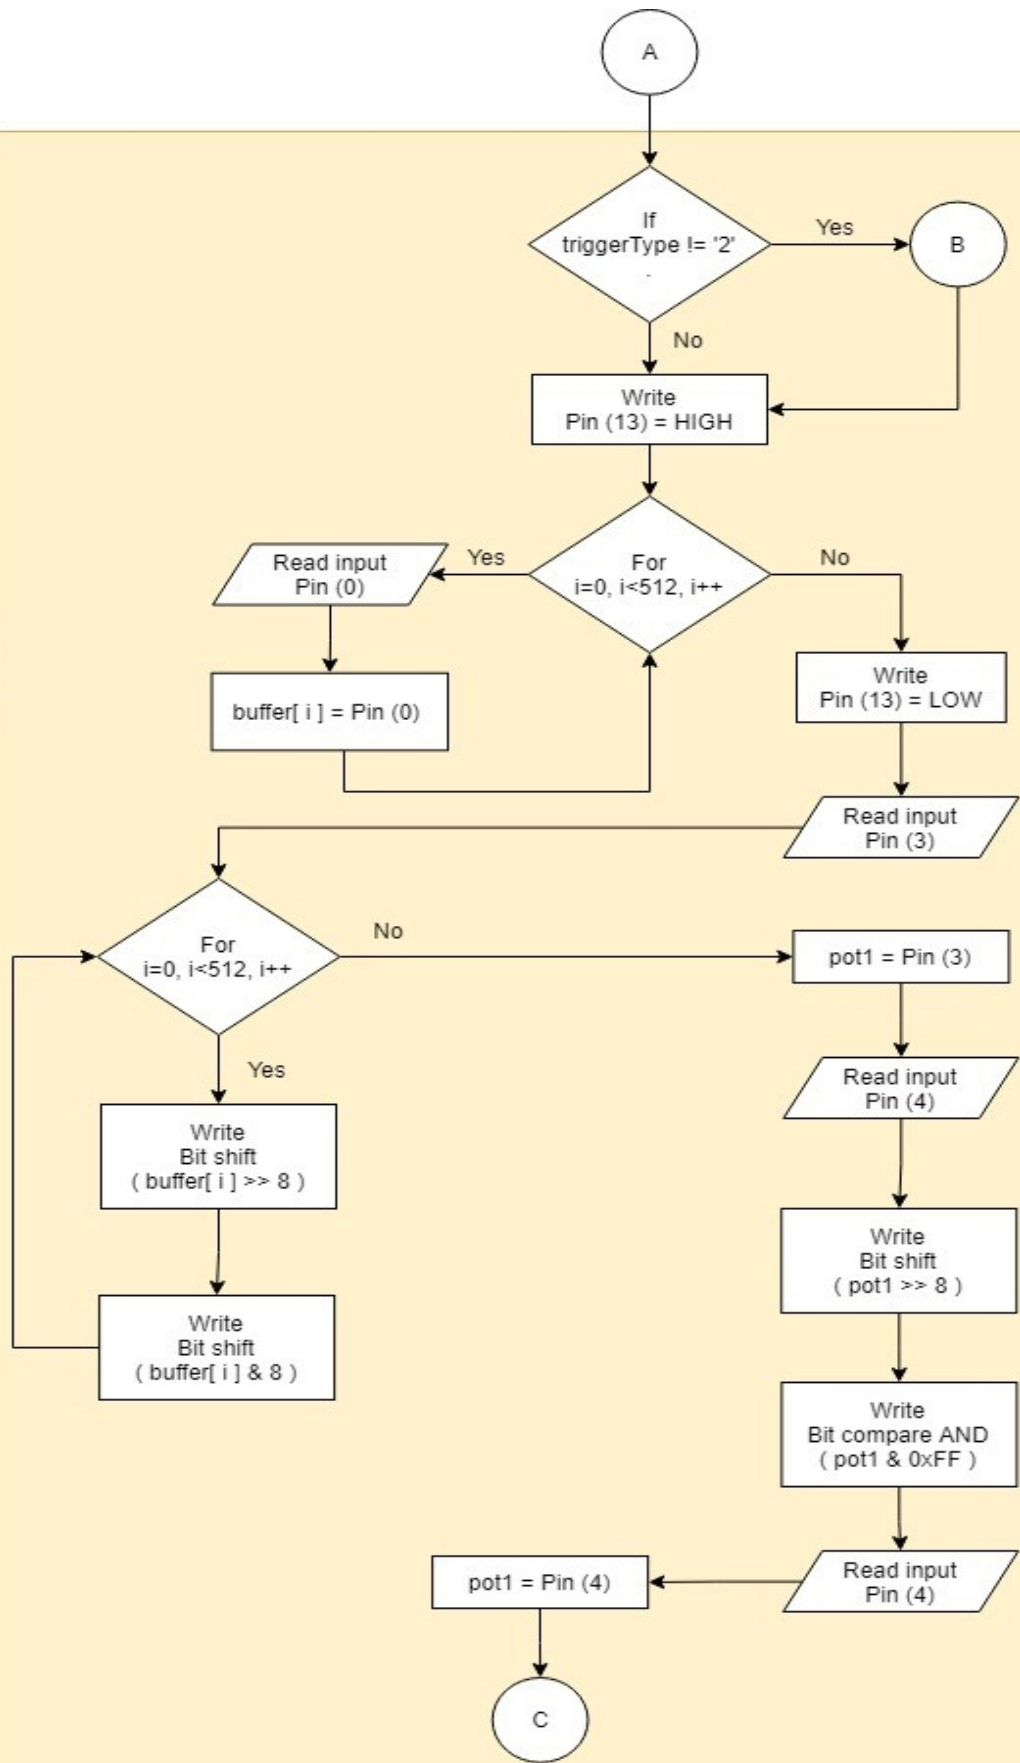 A
If
triggerType != '2'
.
Yes
B
No
Write
Pin (13) = HIGH
For
i=0, i<512, i++
Yes
No
Read input
Pin (0)
buffer[ i ] = Pin (0)
Write
Pin (13) = LOW
Read input
Pin (3)
For
i=0, i<512, i++
No
Yes
pot1 = Pin (3)
Read input
Pin (4)
Write
Bit shift
( buffer[ i ] >> 8 )
Write
Bit shift
( pot1 >> 8 )
Write
Bit shift
( buffer[ i ] & 8 )
Write
Bit compare AND
( pot1 & 0xFF )
Read input
Pin (4)
pot1 = Pin (4)
C